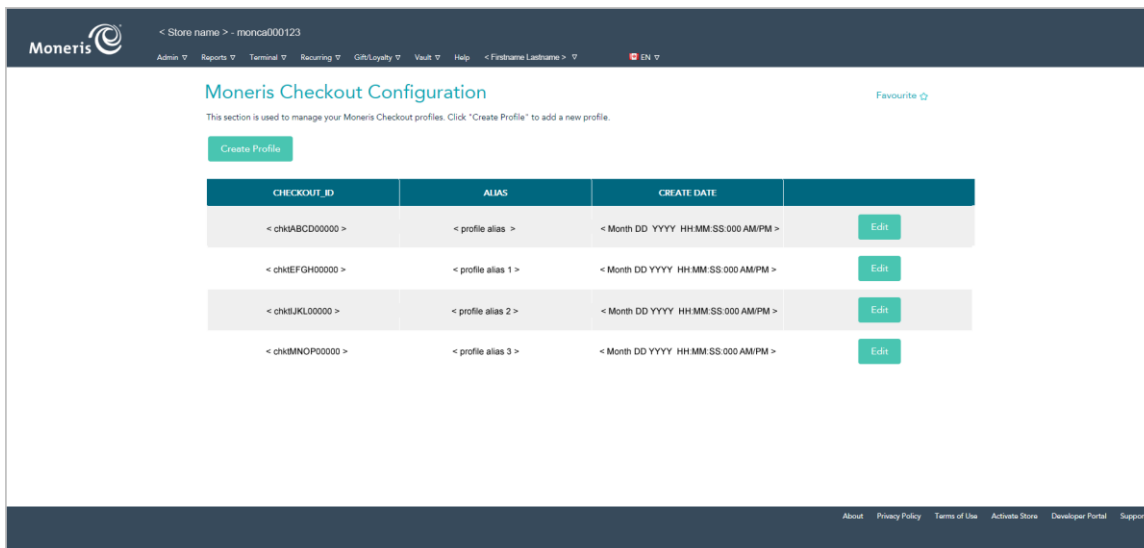 Moneris
< Store name > - monca000123
Admin ▽ Reports ▽ Terminal ▽ Recurring ▽ Gift/Loyalty ▽ Vault ▽ Help < Firstname Lastname > ▽ EN ▽
Moneris Checkout Configuration
Favourite ☆
This section is used to manage your Moneris Checkout profiles. Click "Create Profile" to add a new profile.
Create Profile
CHECKOUT_ID ALIAS CREATE DATE
< chktABCD00000 > < profile alias > < Month DD YYYY HH:MM:SS:000 AM/PM > Edit
< chktEFGH00000 > < profile alias 1 > < Month DD YYYY HH:MM:SS:000 AM/PM > Edit
< chktIJKL00000 > < profile alias 2 > < Month DD YYYY HH:MM:SS:000 AM/PM > Edit
< chktMNOP00000 > < profile alias 3 > < Month DD YYYY HH:MM:SS:000 AM/PM > Edit
About Privacy Policy Terms of Use Activate Store Developer Portal Suppor